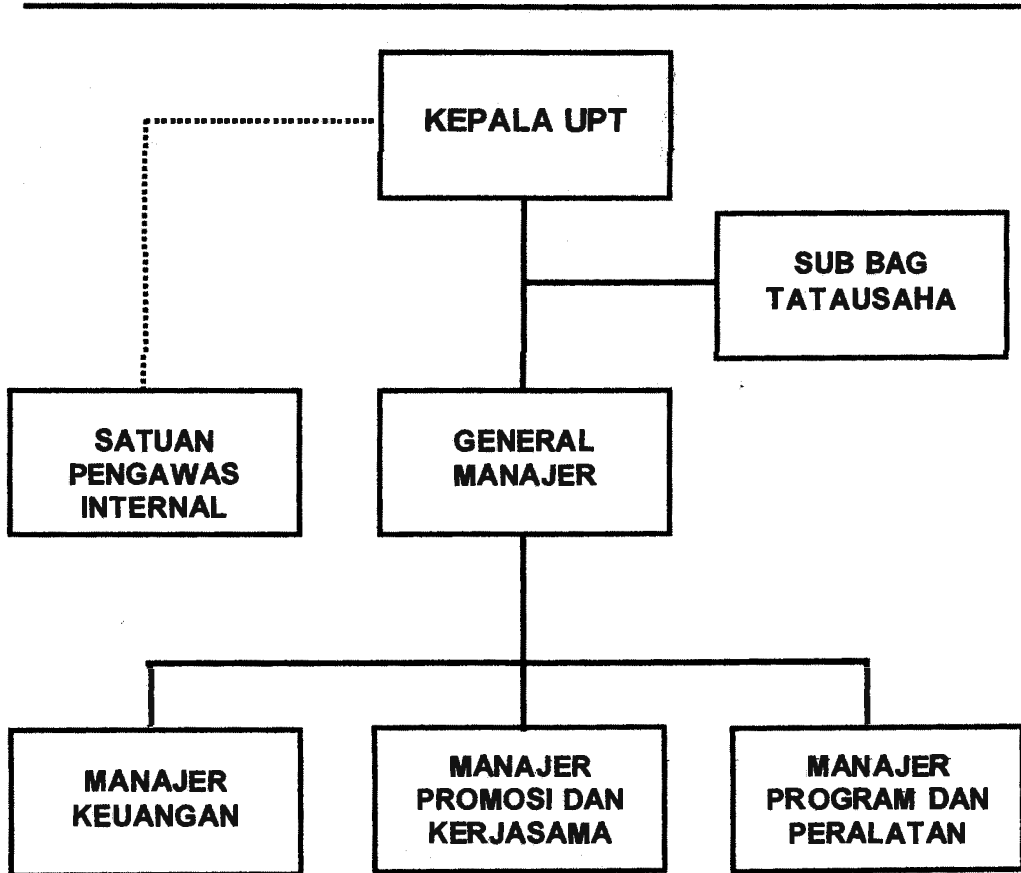 KEPALA UPT
SUB BAG
TATAUSAHA
SATUAN
PENGAWAS
INTERNAL
GENERAL
MANAJER
MANAJER
KEUANGAN
MANAJER
PROMOSI DAN
KERJASAMA
MANAJER
PROGRAM DAN
PERALATAN